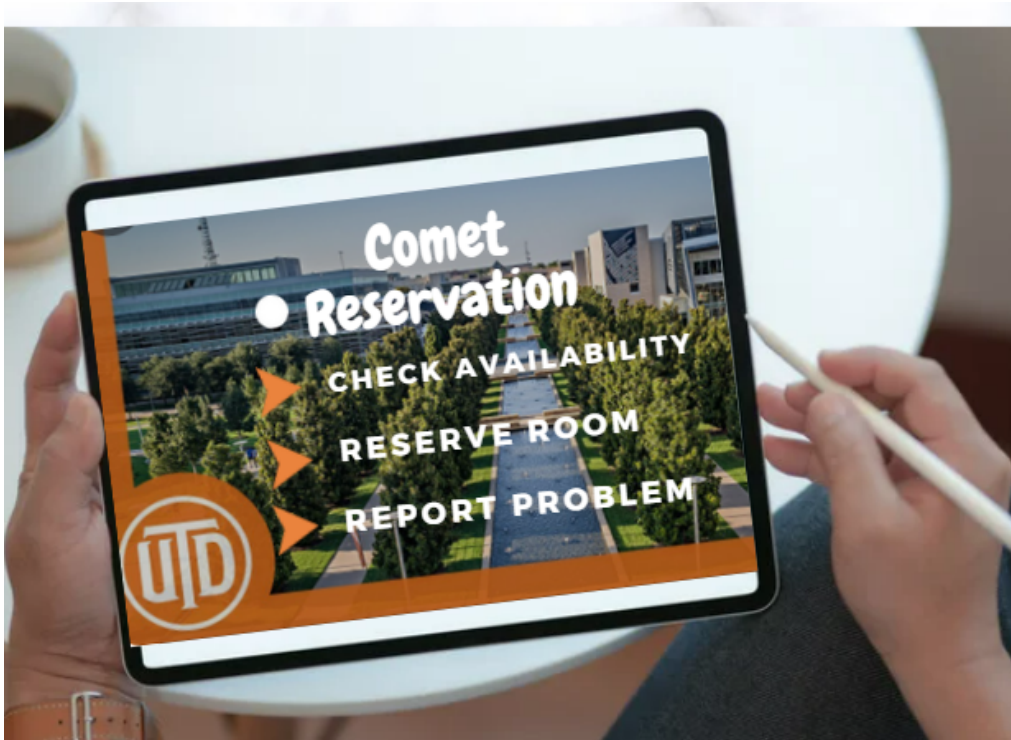 Comet
Reservation
CHECK AVAILABILITY
RESERVE ROOM
REPORT PROBLEM
UTD